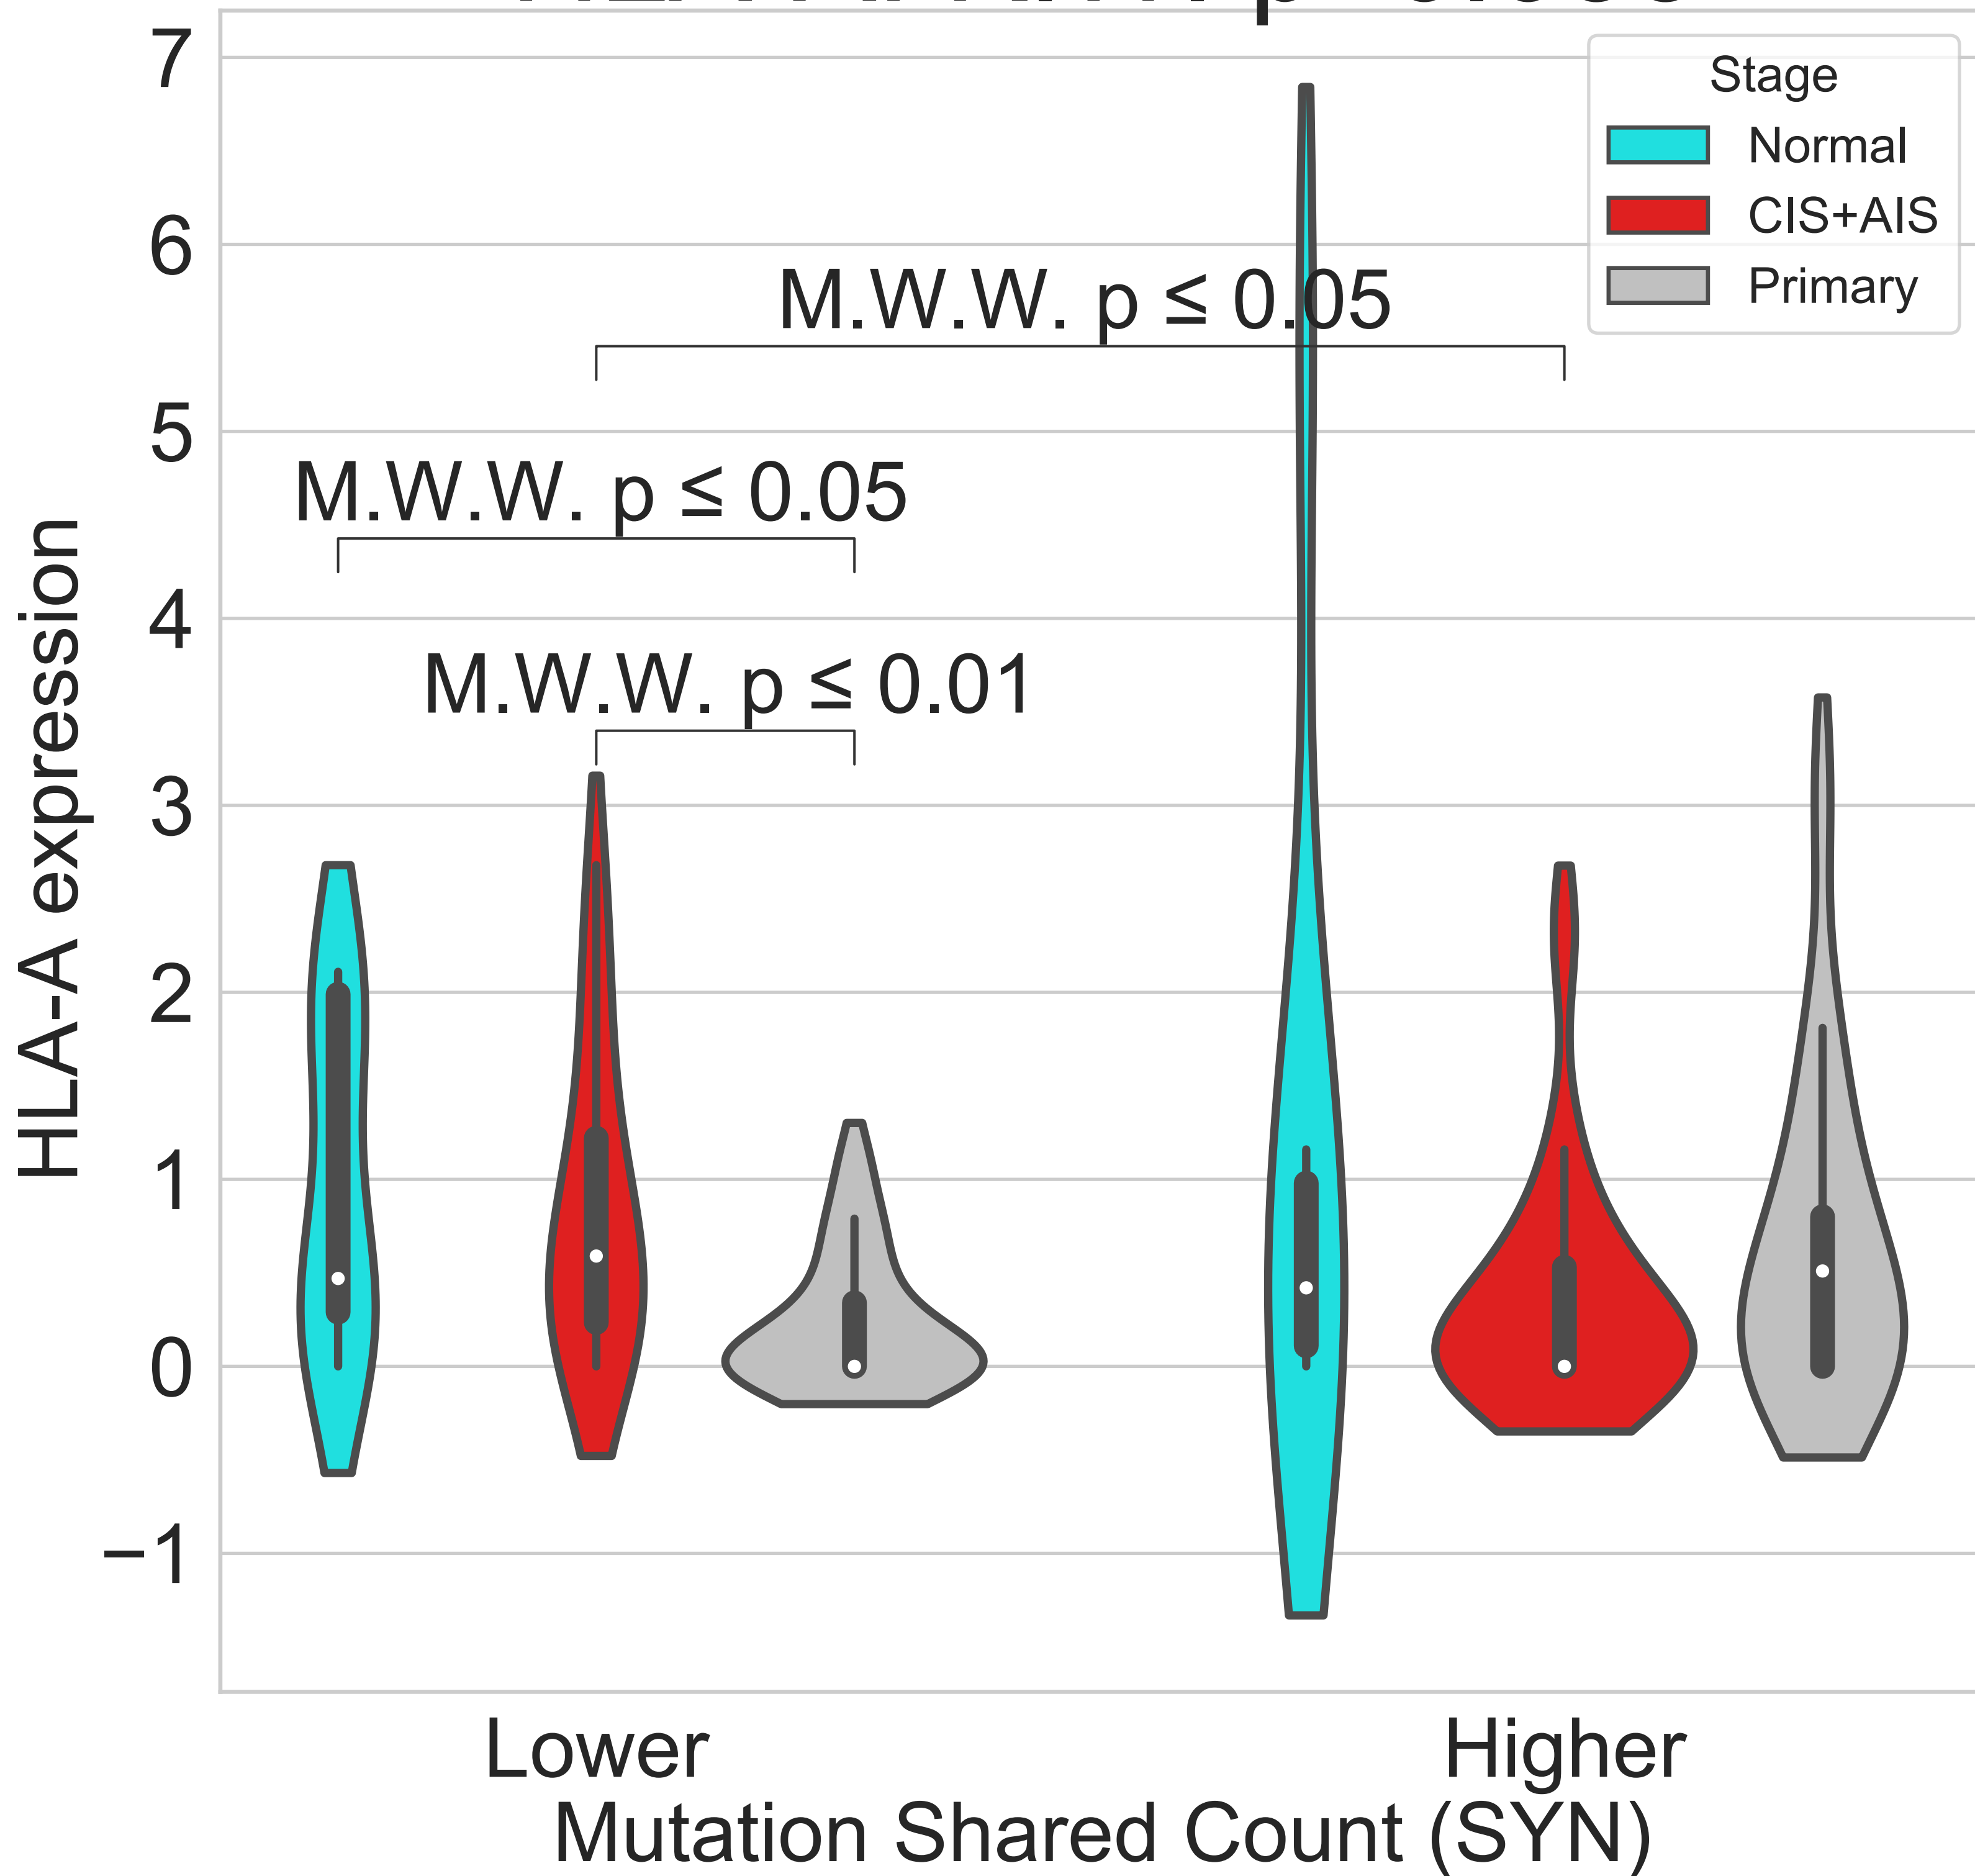 7
6
5
4
3
2
1
0
−1
HLA-A expression
Stage
Normal
CIS+AIS
Primary
M.W.W. p ≤ 0.05
M.W.W. p ≤ 0.05
M.W.W. p ≤ 0.01
Lower
Higher
Mutation Shared Count (SYN)